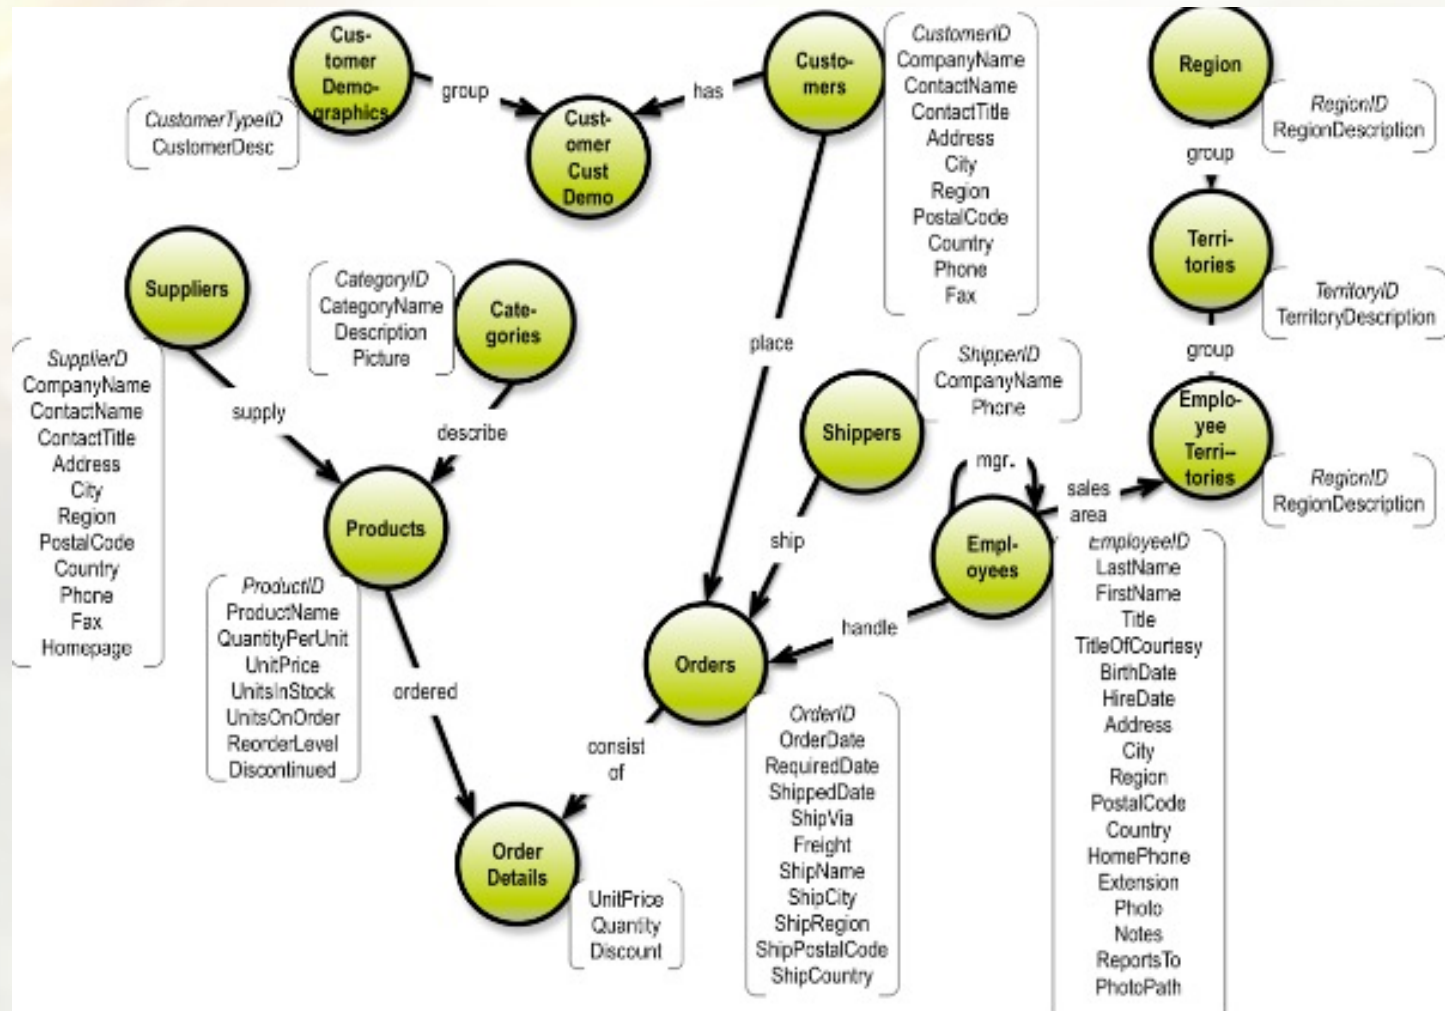 Cus-
tomer
Demo-
graphics
CustomerTypeID
CustomerDesc
group
Cust-
omer
Cust
Demo
has
Custo-
mers
CustomerID
CompanyName
ContactName
ContactTitle
Address
City
Region
PostalCode
Country
Phone
Fax
Region
RegionID
RegionDescription
group
Terri-
tories
TerritoryID
TerritoryDescription
group
Emplo-
yee
Terri-
tories
RegionID
RegionDescription
Suppliers
SupplierD
CompanyName
ContactName
ContactTitle
Address
City
Region
PostalCode
Country
Phone
Fax
Homepage
supply
CategoryID
CategoryName
Description
Picture
Cate-
gories
describe
place
Products
ProductID
ProductName
QuantityPerUnit
UnitPrice
UnitsInStock
UnitsOnOrder
ReorderLevel
Discontinued
ordered
Shippers
ShipperID
CompanyName
Phone
ship
mgr.
sales
area
Empl-
oyees
EmployeeID
LastName
FirstName
Title
TitleOfCourtesy
BirthDate
HireDate
Address
City
Region
PostalCode
Country
HomePhone
Extension
Photo
Notes
ReportsTo
PhotoPath
handle
Orders
OrderID
OrderDate
RequiredDate
ShippedDate
ShipVia
Freight
ShipName
ShipCity
ShipRegion
ShipPostalCode
ShipCountry
consist
of
Order
Details
UnitPrice
Quantity
Discount